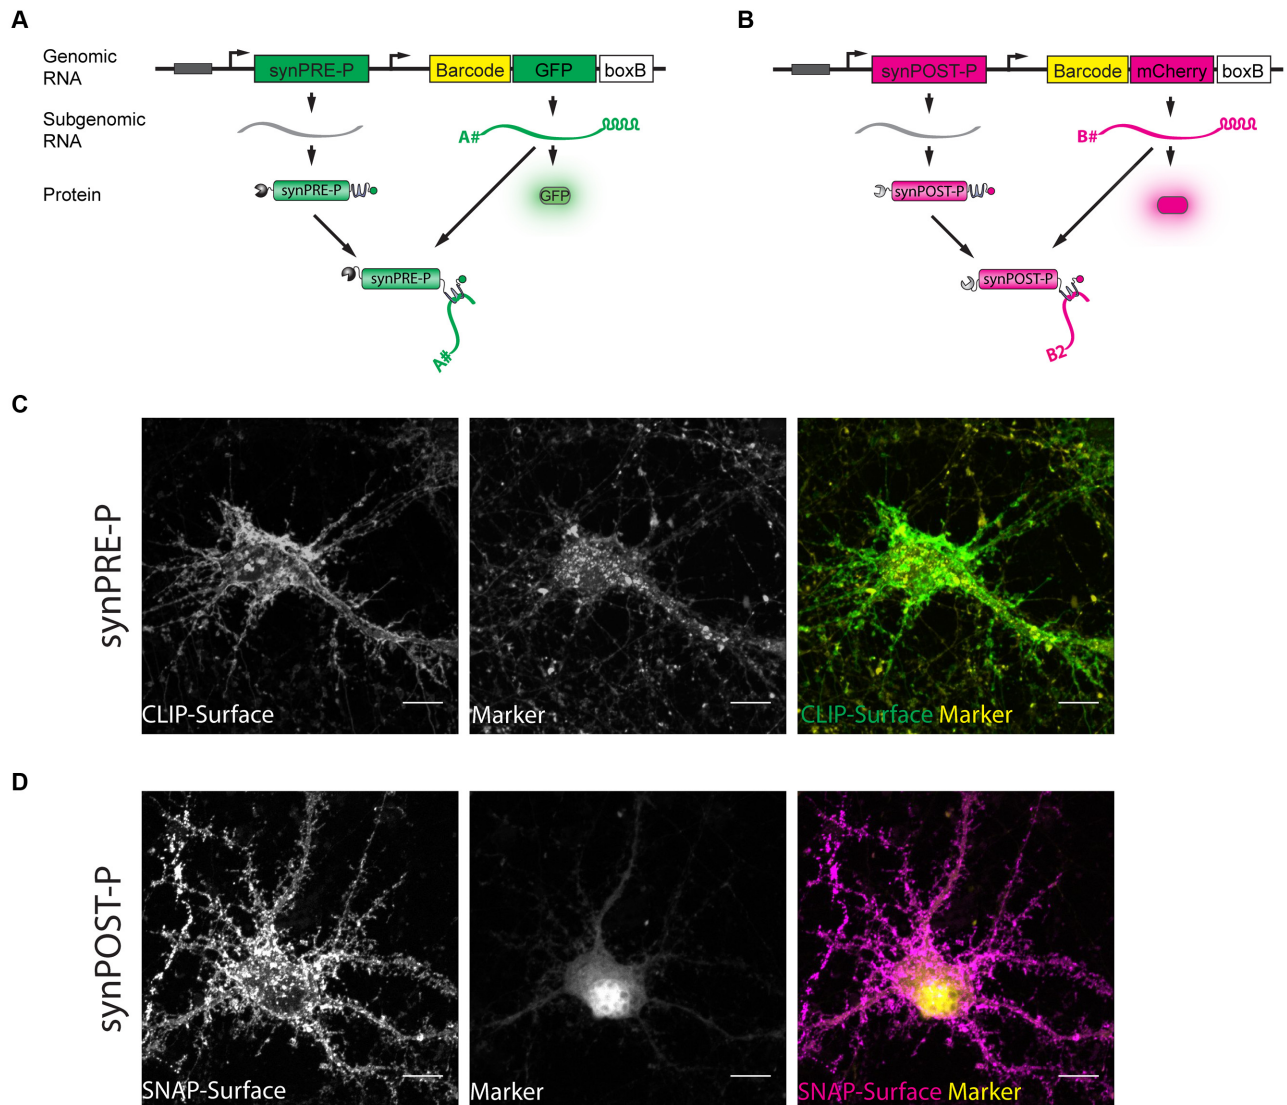 A
Genomic
RNA
synPRE-P
Barcode
GFP
boxB
Subgenomic
RNA
A#
Protein
synPRE-P
GFP
synPRE-P
A#
B
synPOST-P
Barcode
mCherry
boxB
B#
synPOST-P
synPOST-P
B2
C
synPRE-P
CLIP-Surface
Marker
CLIP-Surface Marker
D
synPOST-P
SNAP-Surface
Marker
SNAP-Surface Marker